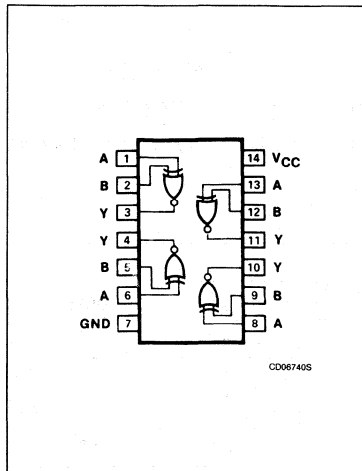 A 1 14 VCC
B 2 13 A
Y 3 12 B
Y 4 11 Y
B 5 10 Y
A 6 9 B
GND 7 8 A
CD06740S